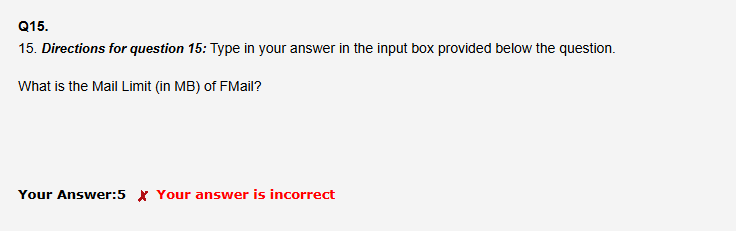 Q15.
15. Directions for question 15: Type in your answer in the input box provided below the question.
What is the Mail Limit (in MB) of FMail?
Your Answer:5 ✗ Your answer is incorrect